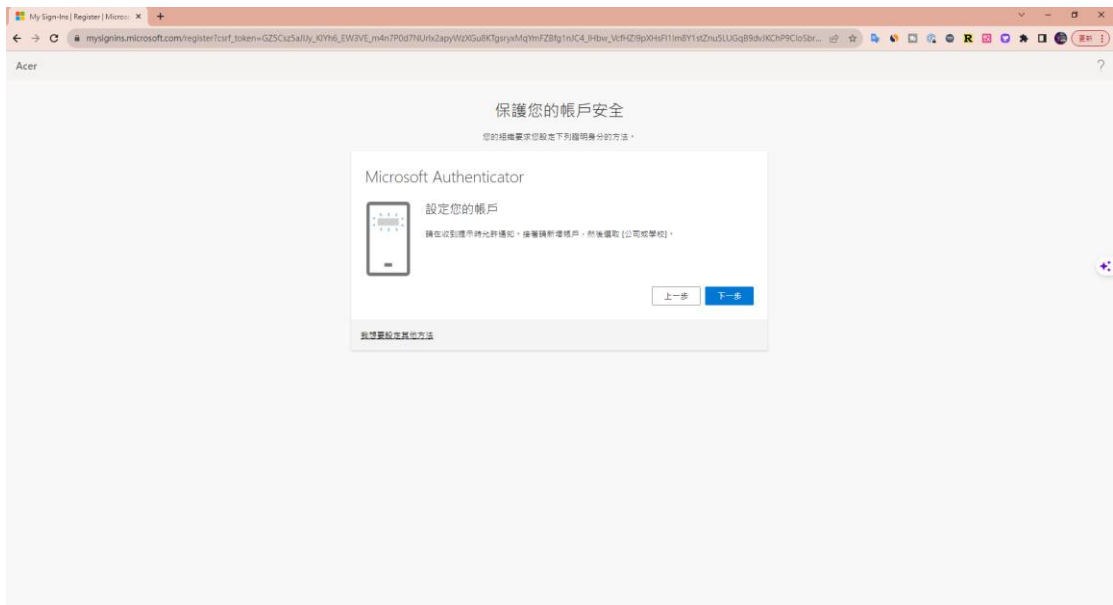 My Sign-Ins | Register | Microso
更新
Acer
?
保護您的帳戶安全
您的組織要求您設定下列證明身分的方法。
Microsoft Authenticator
設定您的帳戶
請在收到提示時允許通知。接著請新增帳戶，然後選取 [公司或學校]。
上一步
下一步
我想要設定其他方法